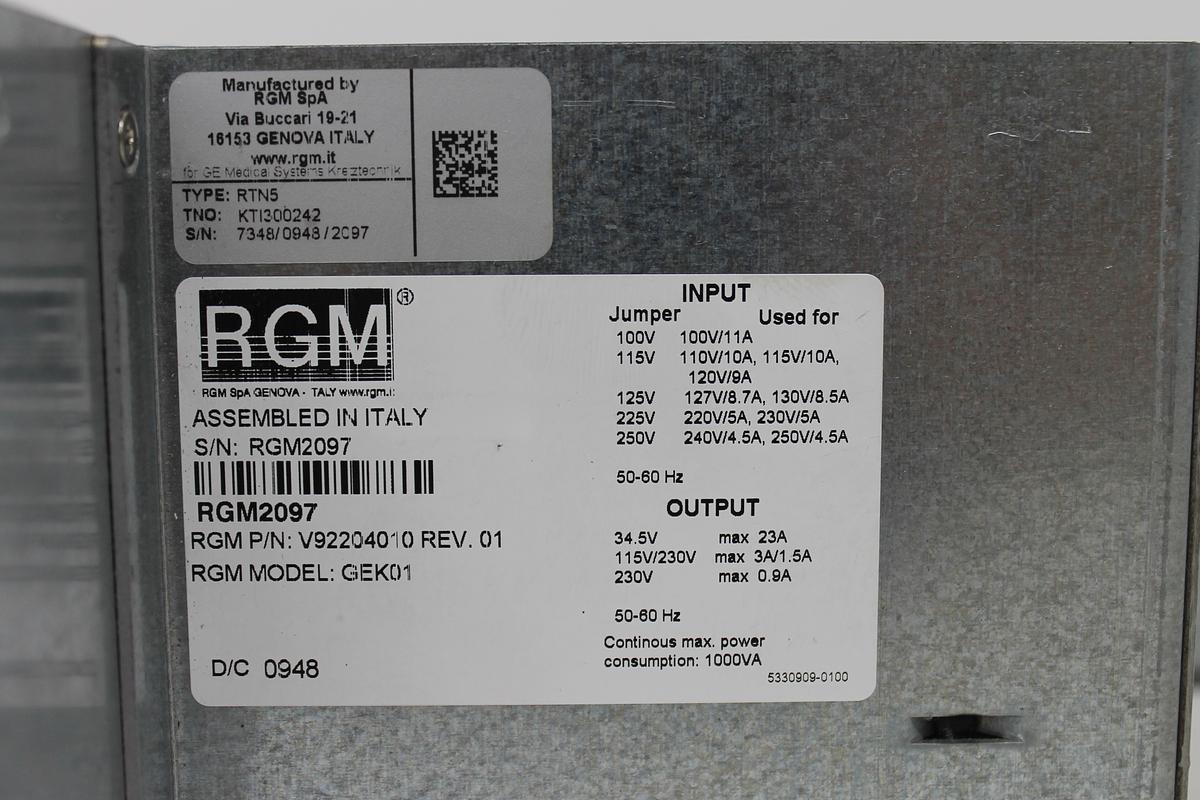 Manufactured by
RGM SpA
Via Buccari 19-21
16153 GENOVA ITALY
www.rgm.it
for GE Medical Systems Kreztechnik
TYPE: RTN5
TNO: KTI300242
S/N: 7348/0948/2097
RGM®
RGM SpA GENOVA - ITALY www.rgm.it
ASSEMBLED IN ITALY
S/N: RGM2097
RGM2097
RGM P/N: V92204010 REV. 01
RGM MODEL: GEK01
D/C 0948
INPUT
Jumper Used for
100V 100V/11A
115V 110V/10A, 115V/10A,
120V/9A
125V 127V/8.7A, 130V/8.5A
225V 220V/5A, 230V/5A
250V 240V/4.5A, 250V/4.5A
50-60 Hz
OUTPUT
34.5V max 23A
115V/230V max 3A/1.5A
230V max 0.9A
50-60 Hz
Continous max. power
consumption: 1000VA
5330909-0100